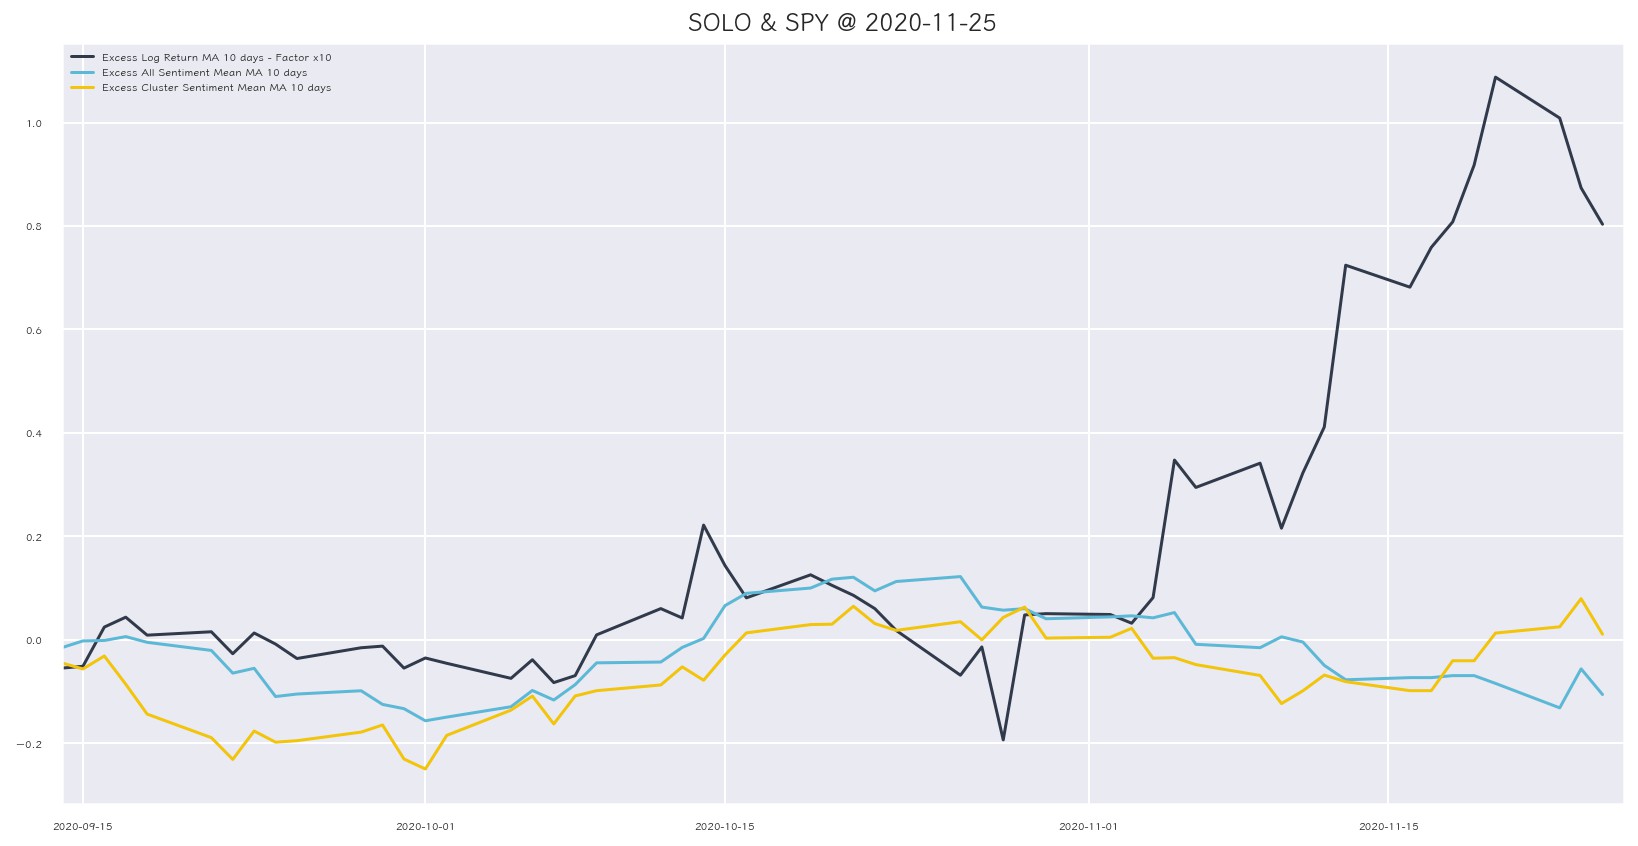 SOLO & SPY @ 2020-11-25
Excess Log Return MA 10 days - Factor x10
Excess All Sentiment Mean MA 10 days
Excess Cluster Sentiment Mean MA 10 days
1.0
0.8
0.6
0.4
0.2
0.0
−0.2
2020-09-15 2020-10-01 2020-10-15 2020-11-01 2020-11-15